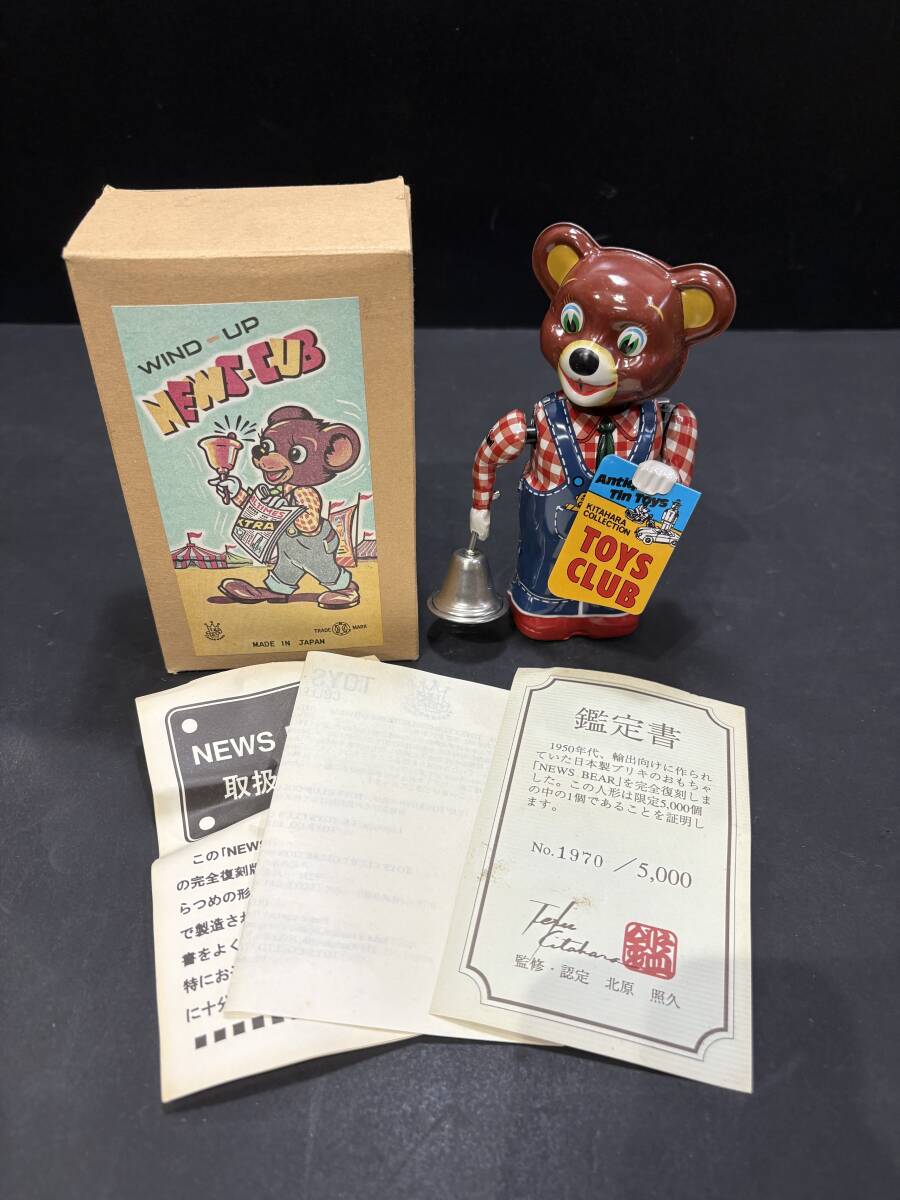 WIND-UP
NEWT-CUB
TIMES
XTRA
TRADE MARK
MADE IN JAPAN
Antiq
Tin Toys
KITAHARA
COLLECTION
TOYS
CLUB
NEWS
取扱
この「NEWS
の完全復刻版
らつめの形
で製造され
書をよく
特にお
に十分
TOYS
CLUB
鑑定書
1950年代、輸出向けに作られ
ていた日本製ブリキのおもちゃ
「NEWS BEAR」を完全復刻しま
した。この人形は限定5,000個
の中の1個であることを証明し
ます。
No.1970 /5,000
Teru
Kitahara
鑑
監修・認定 北原 照久